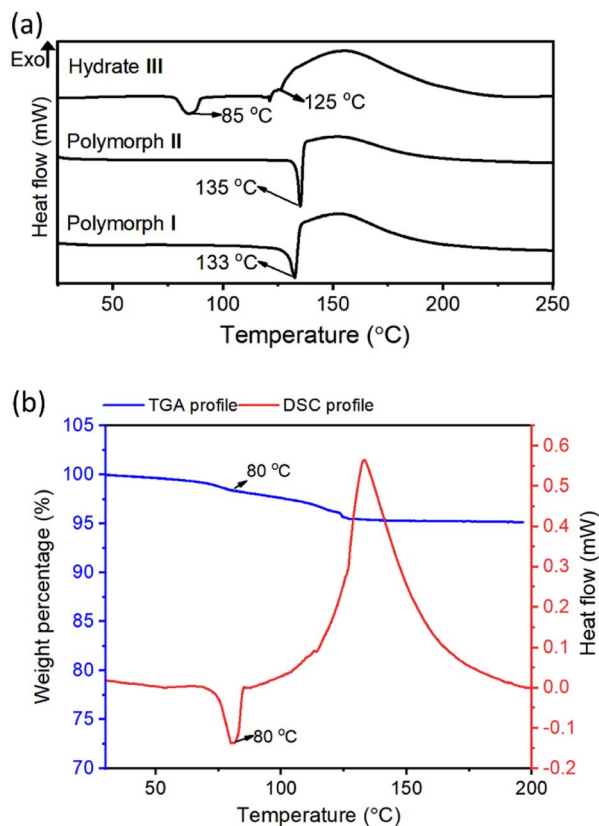 (a)
Exo
Hydrate III
85 °C
125 °C
Polymorph II
135 °C
Polymorph I
133 °C
Heat flow (mW)
50 100 150 200 250
Temperature (°C)
(b)
TGA profile DSC profile
105
100
95
90
85
80
75
70
Weight percentage (%)
80 °C
80 °C
0.6
0.5
0.4
0.3
0.2
0.1
0.0
-0.1
-0.2
Heat flow (mW)
50 100 150 200
Temperature (°C)